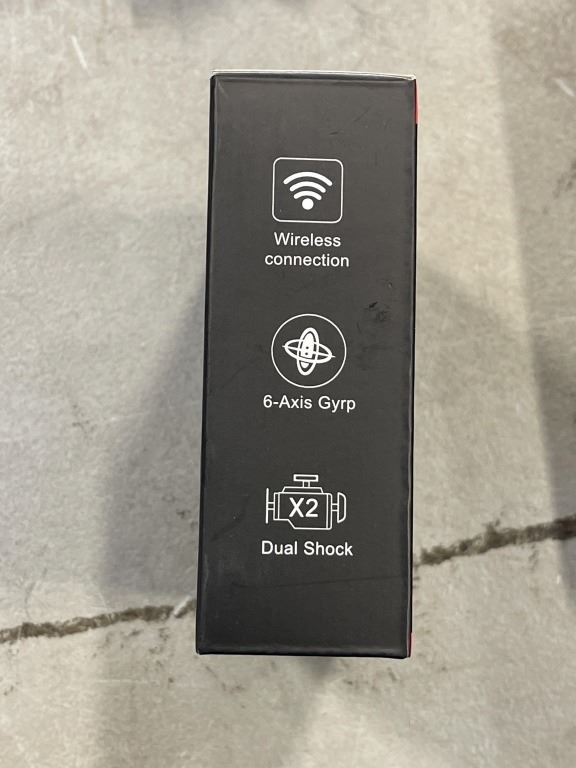 Wireless
connection
6-Axis Gyrp
X2
Dual Shock